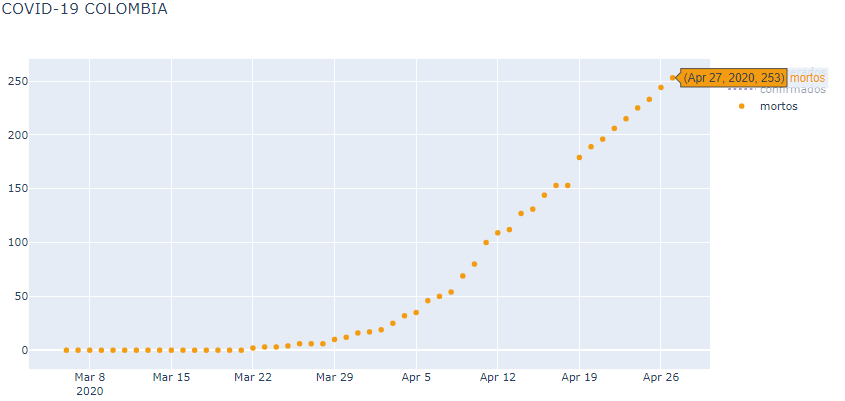 COVID-19 COLOMBIA
250
200
150
100
50
0
(Apr 27, 2020, 253) mortos
confirmados
mortos
Mar 8
2020
Mar 15
Mar 22
Mar 29
Apr 5
Apr 12
Apr 19
Apr 26